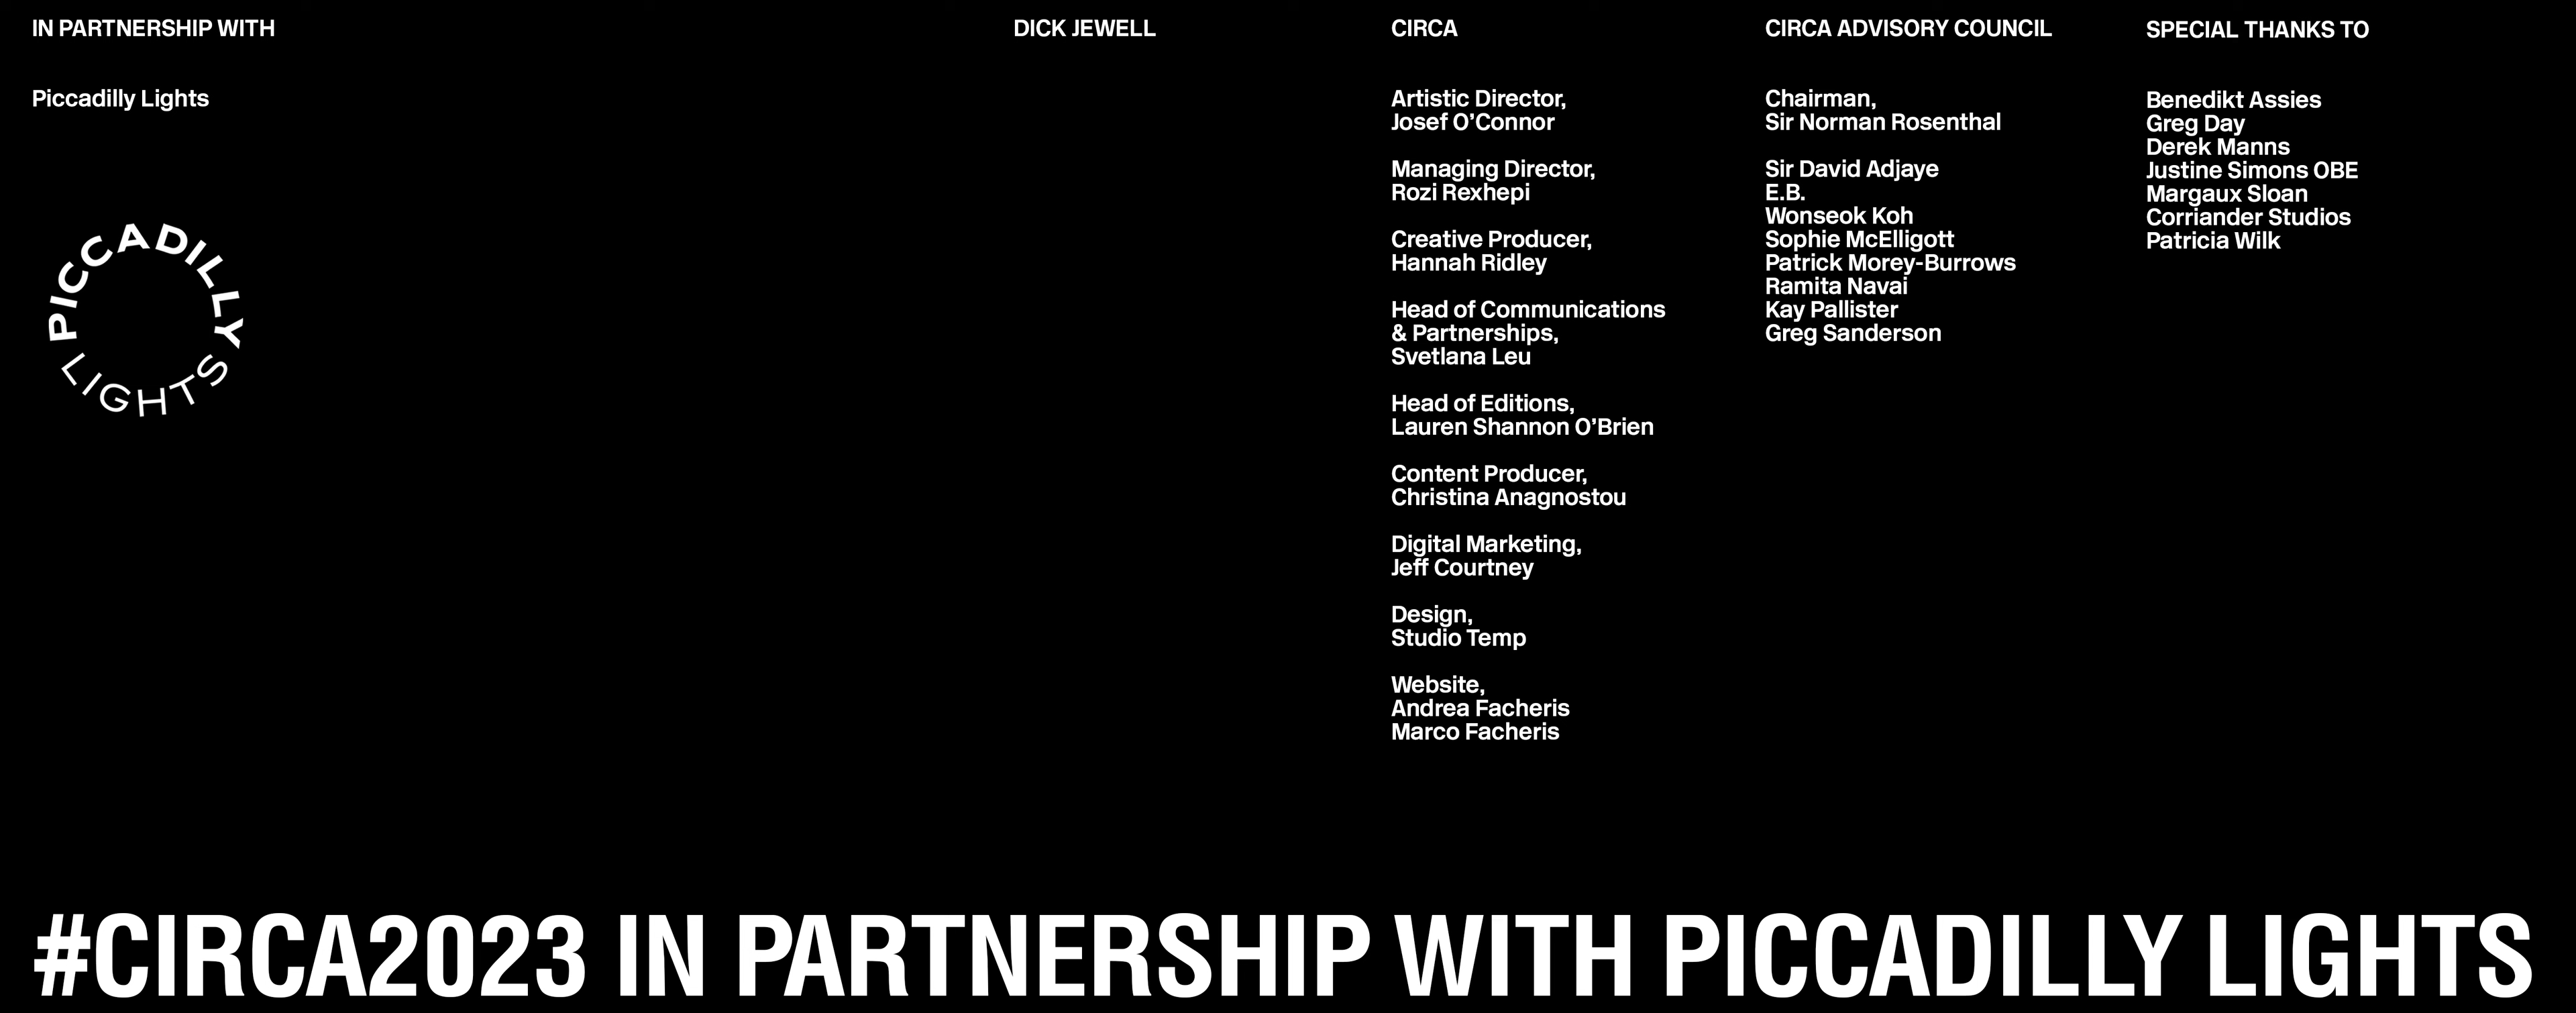 IN PARTNERSHIP WITH
Piccadilly Lights
PICCADILLY
LIGHTS
DICK JEWELL
CIRCA
Artistic Director,
Josef O’Connor
Managing Director,
Rozi Rexhepi
Creative Producer,
Hannah Ridley
Head of Communications
& Partnerships,
Svetlana Leu
Head of Editions,
Lauren Shannon O’Brien
Content Producer,
Christina Anagnostou
Digital Marketing,
Jeff Courtney
Design,
Studio Temp
Website,
Andrea Facheris
Marco Facheris
CIRCA ADVISORY COUNCIL
Chairman,
Sir Norman Rosenthal
Sir David Adjaye
E.B.
Wonseok Koh
Sophie McElligott
Patrick Morey-Burrows
Ramita Navai
Kay Pallister
Greg Sanderson
SPECIAL THANKS TO
Benedikt Assies
Greg Day
Derek Manns
Justine Simons OBE
Margaux Sloan
Corriander Studios
Patricia Wilk
#CIRCA2023 IN PARTNERSHIP WITH PICCADILLY LIGHTS